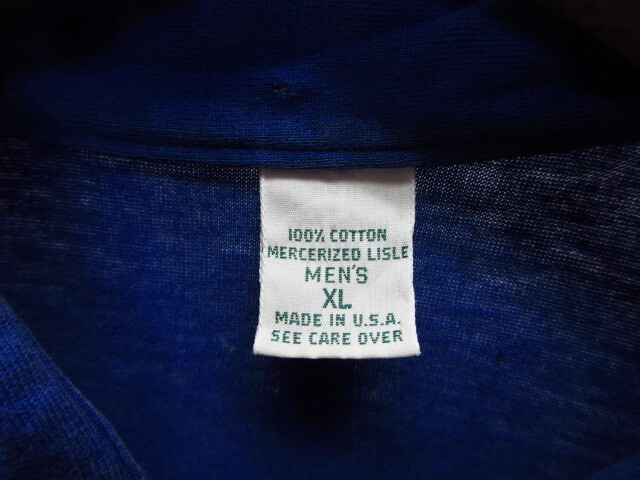 100% COTTON
MERCERIZED LISLE
MEN'S
XL
MADE IN U.S.A.
SEE CARE OVER